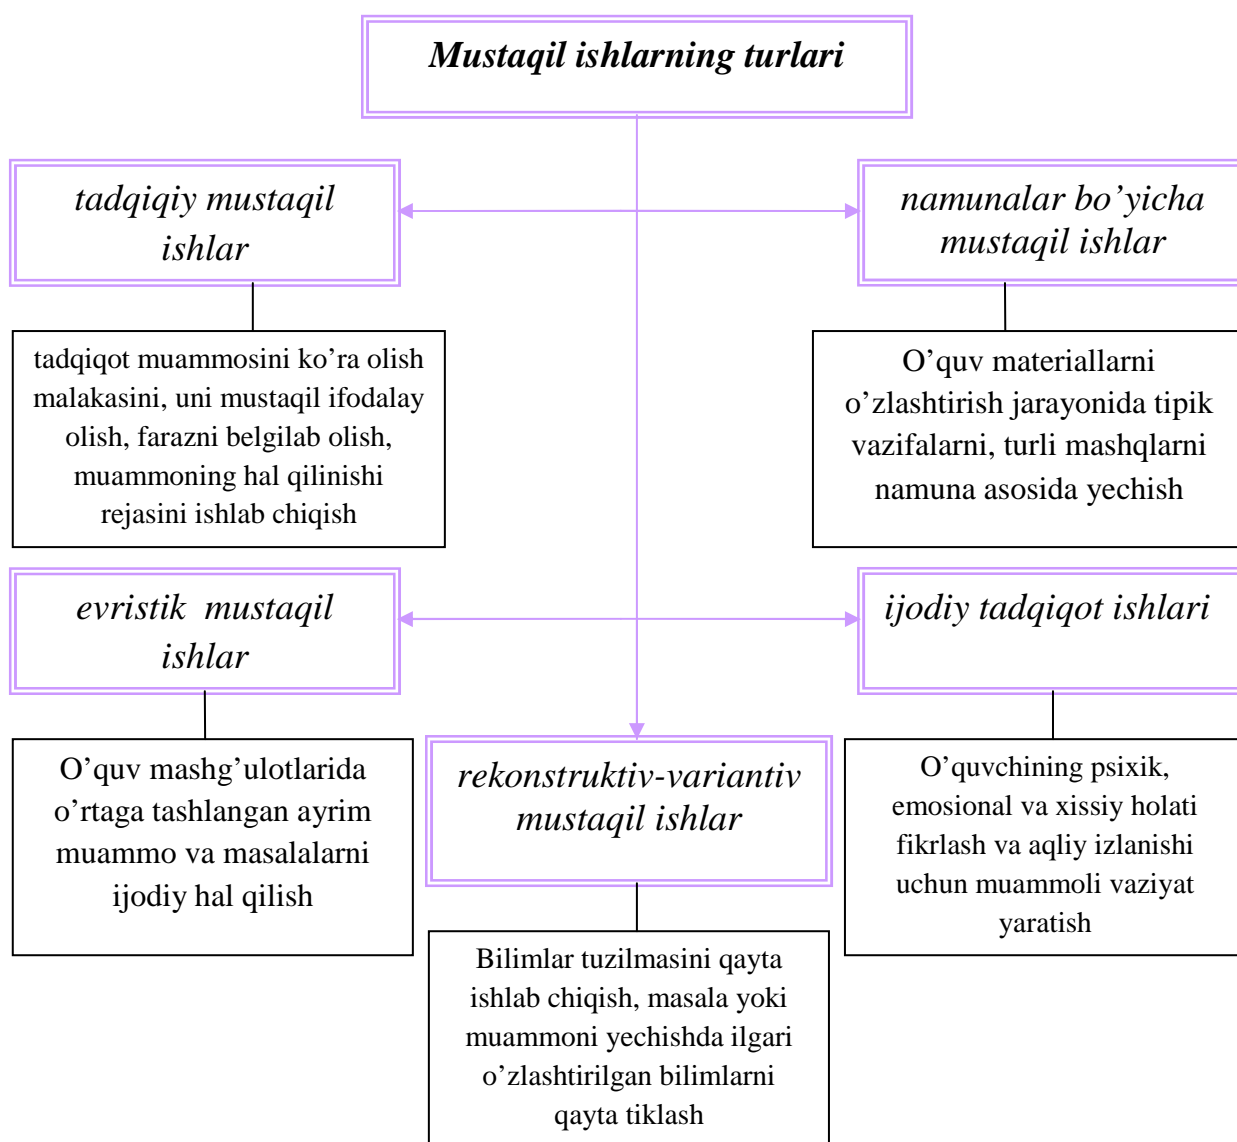 Mustaqil ishlarning turlari
tadqiqiy mustaqil
ishlar
namunalar bo’yicha
mustaqil ishlar
tadqiqot muammosini ko’ra olish
malakasini, uni mustaqil ifodalay
olish, farazni belgilab olish,
muammoning hal qilinishi
rejasini ishlab chiqish
O’quv materiallarni
o’zlashtirish jarayonida tipik
vazifalarni, turli mashqlarni
namuna asosida yechish
evristik mustaqil
ishlar
ijodiy tadqiqot ishlari
O’quv mashg’ulotlarida
o’rtaga tashlangan ayrim
muammo va masalalarni
ijodiy hal qilish
rekonstruktiv-variantiv
mustaqil ishlar
O’quvchining psixik,
emosional va xissiy holati
fikrlash va aqliy izlanishi
uchun muammoli vaziyat
yaratish
Bilimlar tuzilmasini qayta
ishlab chiqish, masala yoki
muammoni yechishda ilgari
o’zlashtirilgan bilimlarni
qayta tiklash